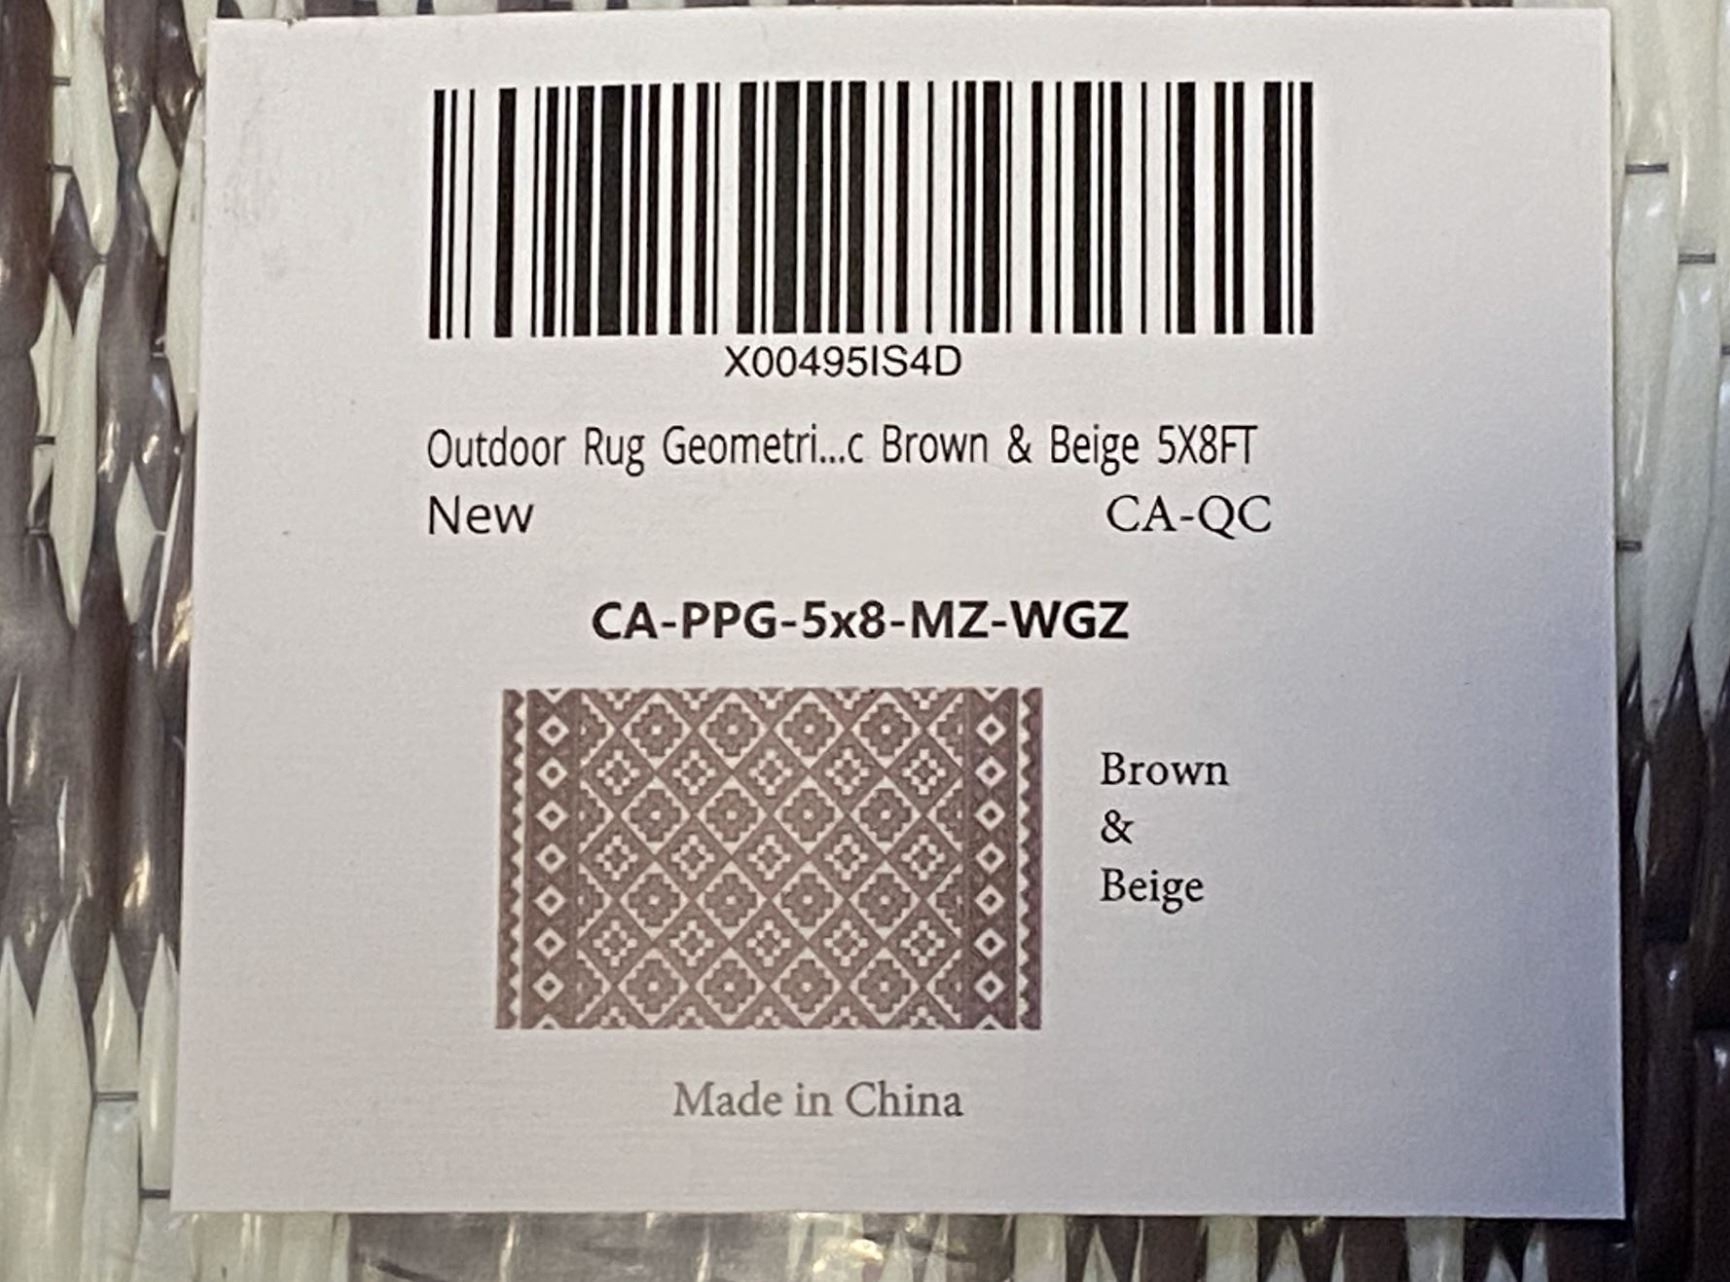 X00495IS4D
Outdoor Rug Geometri...c Brown & Beige 5X8FT
New CA-QC
CA-PPG-5x8-MZ-WGZ
Brown
&
Beige
Made in China